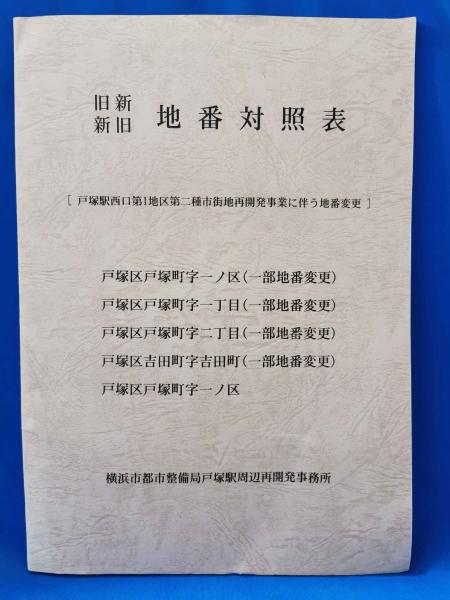 旧新
新旧 地番対照表
[ 戸塚駅西口第1地区第二種市街地再開発事業に伴う地番変更 ]
戸塚区戸塚町字一ノ区(一部地番変更)
戸塚区戸塚町字一丁目(一部地番変更)
戸塚区戸塚町字二丁目(一部地番変更)
戸塚区吉田町字吉田町(一部地番変更)
戸塚区戸塚町字一ノ区
横浜市都市整備局戸塚駅周辺再開発事務所